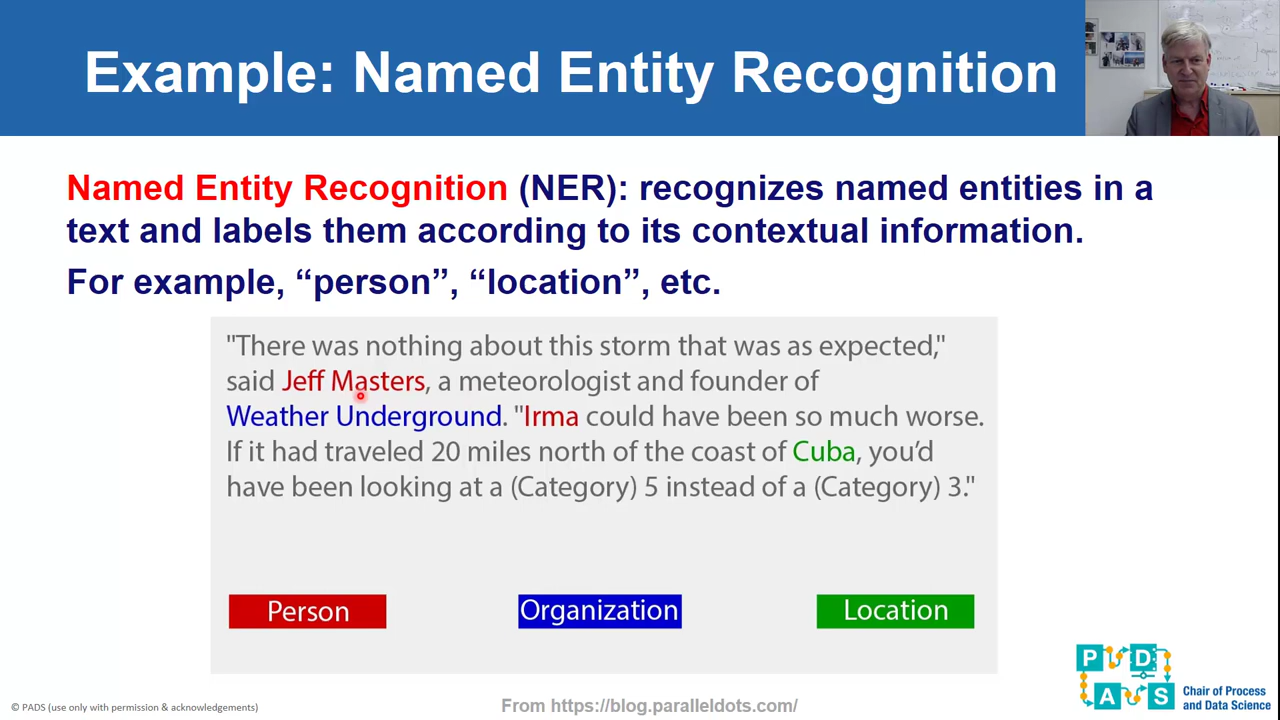 Example: Named Entity Recognition
Named Entity Recognition (NER): recognizes named entities in a
text and labels them according to its contextual information.
For example, “person”, “location”, etc.
"There was nothing about this storm that was as expected,"
said Jeff Masters, a meteorologist and founder of
Weather Underground. "Irma could have been so much worse.
If it had traveled 20 miles north of the coast of Cuba, you’d
have been looking at a (Category) 5 instead of a (Category) 3."
Person Organization Location
P D
A S
Chair of Process
and Data Science
© PADS (use only with permission & acknowledgements)
From https://blog.paralleldots.com/